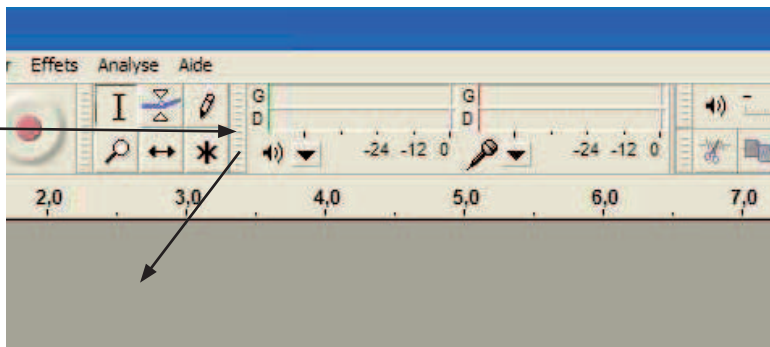 r Effets Analyse Aide
G G
D D
-24 -12 0 -24 -12 0
2,0 3,0 4,0 5,0 6,0 7,0